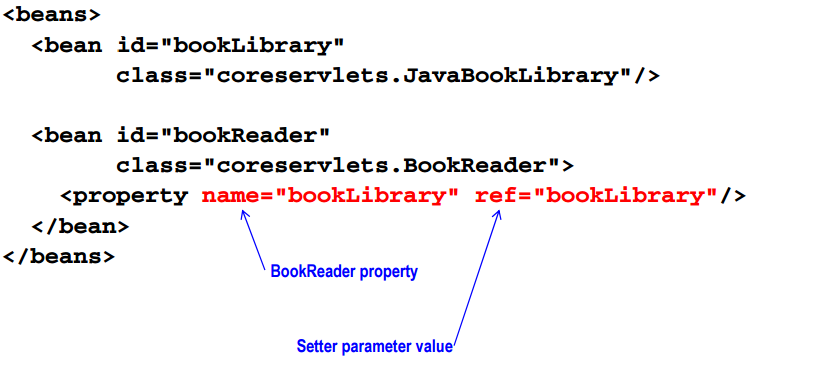 <beans>
<bean id="bookLibrary"
class="coreservlets.JavaBookLibrary"/>
<bean id="bookReader"
class="coreservlets.BookReader">
<property name="bookLibrary" ref="bookLibrary"/>
</bean>
</beans>
BookReader property
Setter parameter value